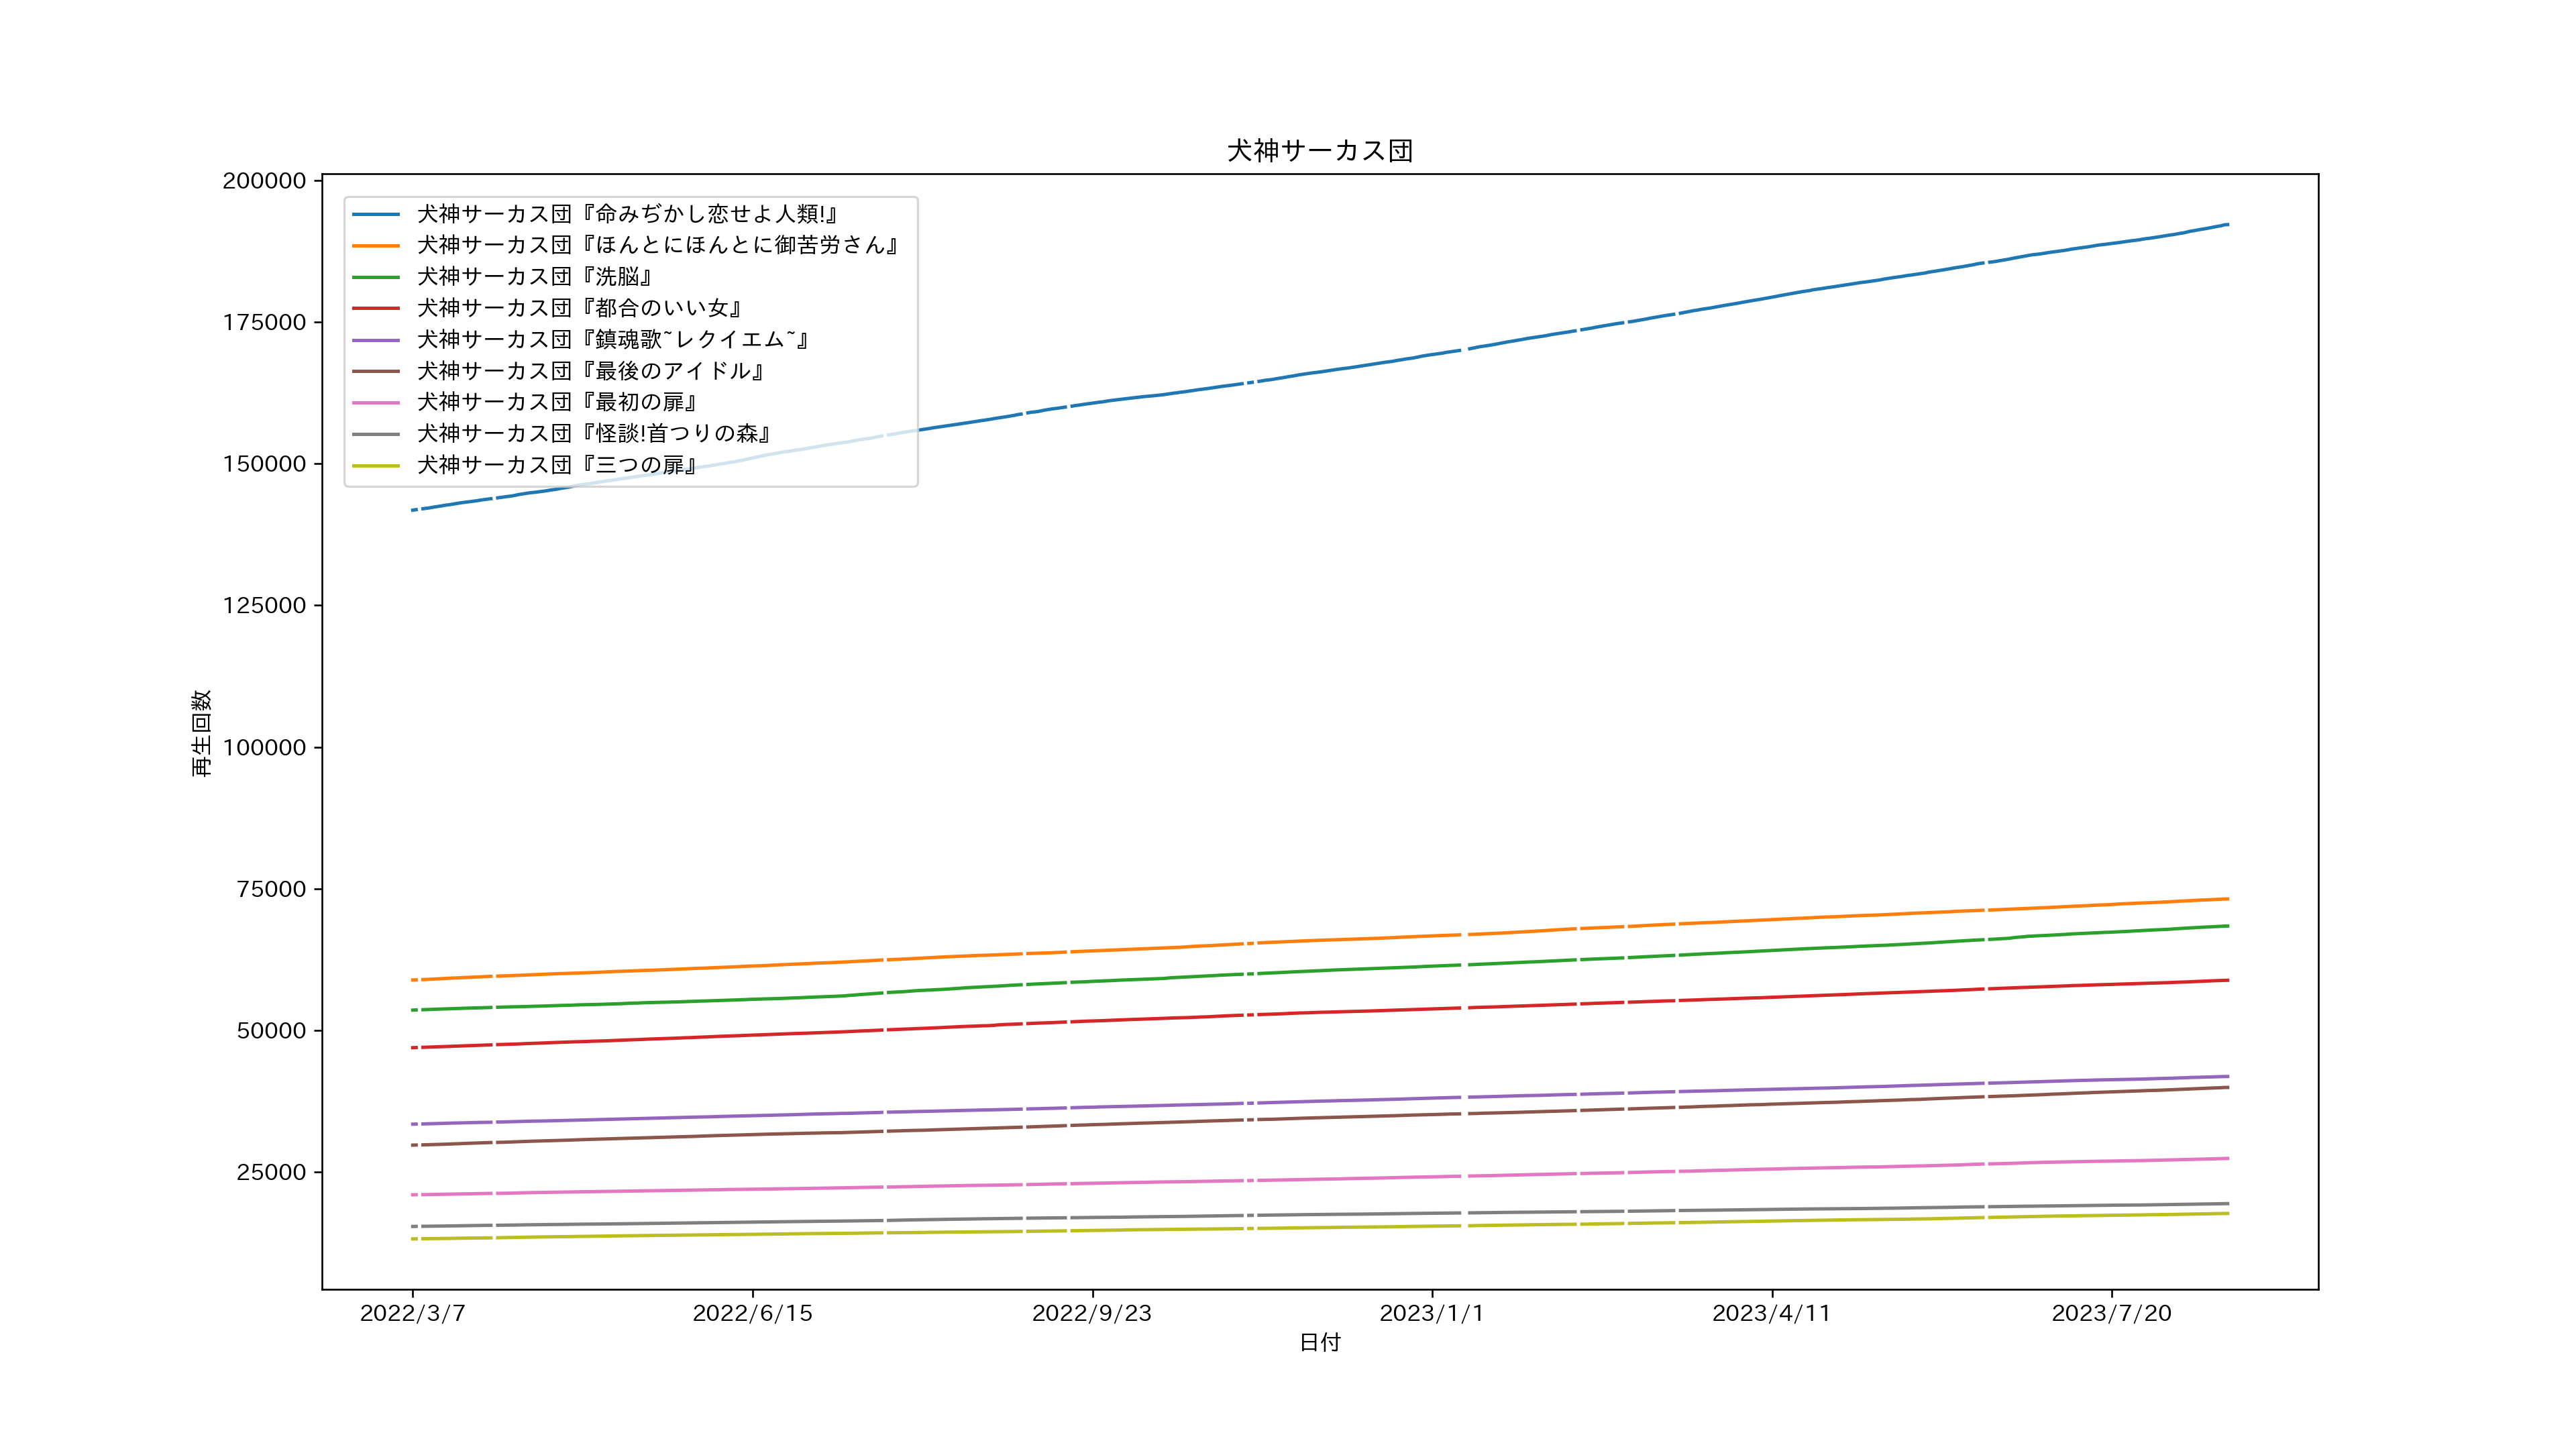 犬神サーカス団
200000
175000
150000
125000
100000
75000
50000
25000
再生回数
犬神サーカス団『命みぢかし恋せよ人類!』
犬神サーカス団『ほんとにほんとに御苦労さん』
犬神サーカス団『洗脳』
犬神サーカス団『都合のいい女』
犬神サーカス団『鎮魂歌~レクイエム~』
犬神サーカス団『最後のアイドル』
犬神サーカス団『最初の扉』
犬神サーカス団『怪談!首つりの森』
犬神サーカス団『三つの扉』
2022/3/7 2022/6/15 2022/9/23 2023/1/1 2023/4/11 2023/7/20
日付